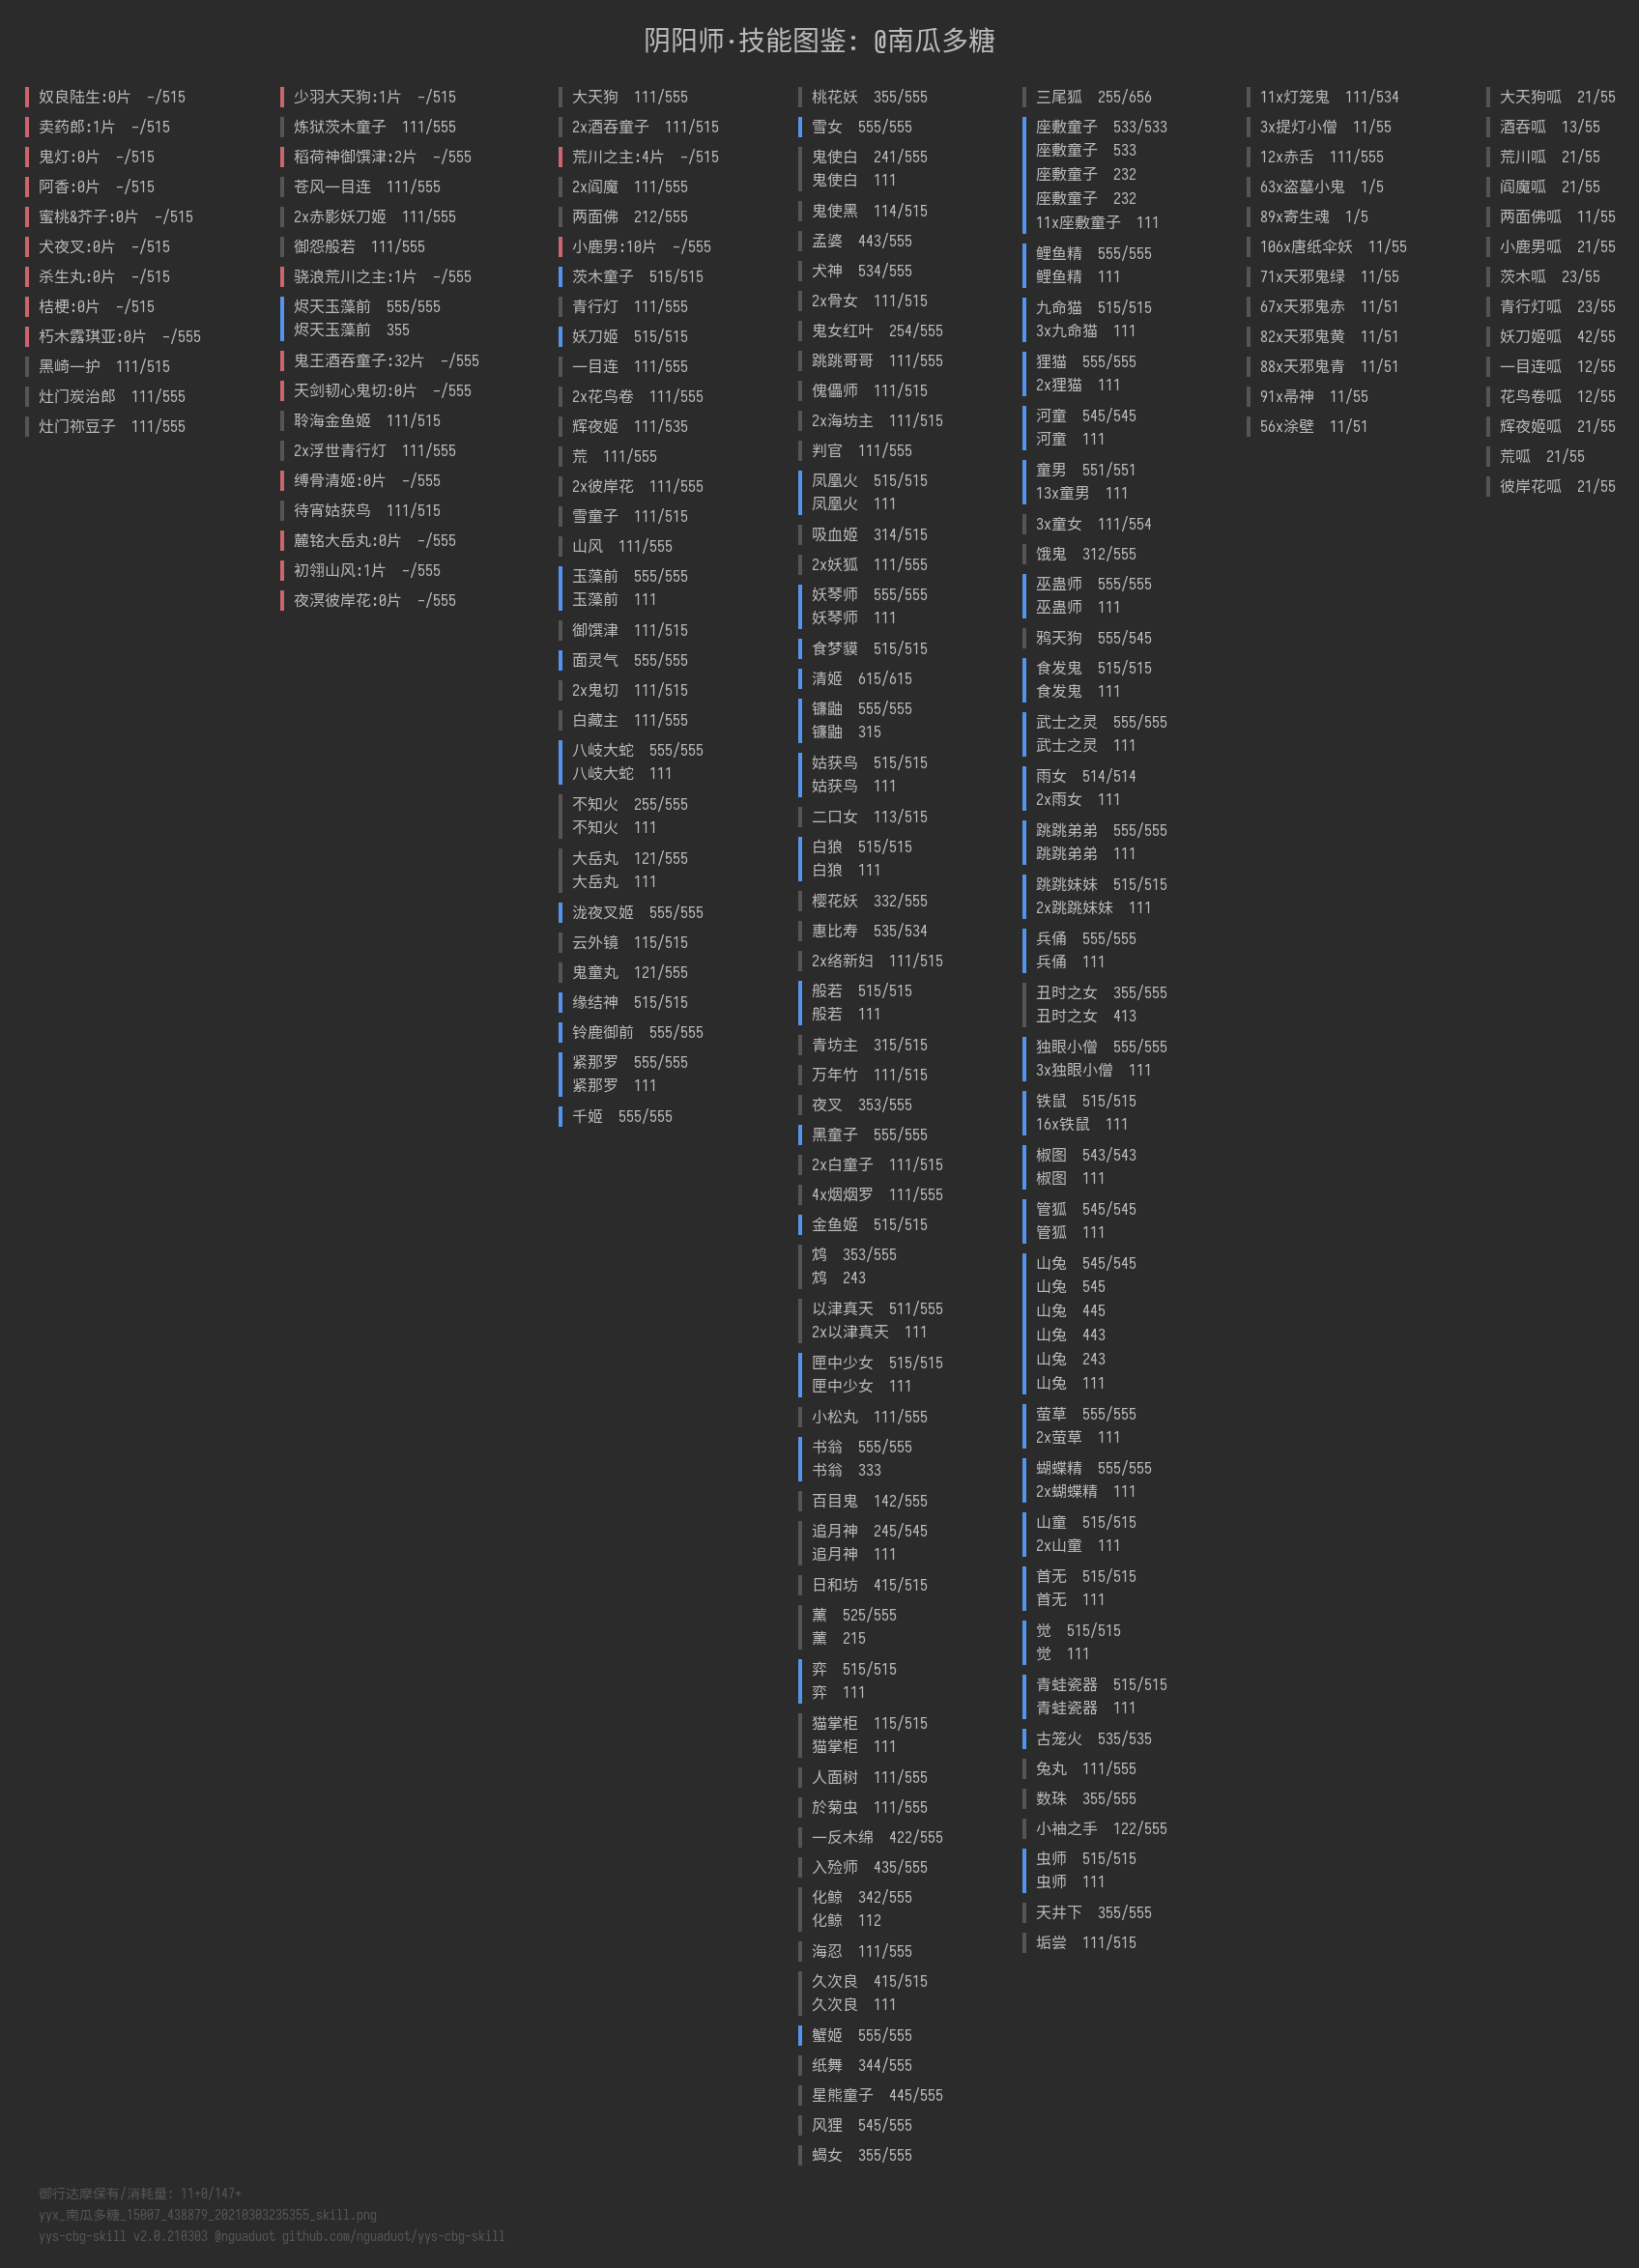 阴阳师·技能图鉴: @南瓜多糖
奴良陆生:0片 -/515
卖药郎:1片 -/515
鬼灯:0片 -/515
阿香:0片 -/515
蜜桃&芥子:0片 -/515
犬夜叉:0片 -/515
杀生丸:0片 -/515
桔梗:0片 -/515
朽木露琪亚:0片 -/555
黑崎一护 111/515
灶门炭治郎 111/555
灶门祢豆子 111/555
少羽大天狗:1片 -/515
炼狱茨木童子 111/555
稻荷神御馔津:2片 -/555
苍风一目连 111/555
2x赤影妖刀姬 111/555
御怨般若 111/555
骁浪荒川之主:1片 -/555
烬天玉藻前 555/555
烬天玉藻前 355
鬼王酒吞童子:32片 -/555
天剑韧心鬼切:0片 -/555
聆海金鱼姬 111/515
2x浮世青行灯 111/555
缚骨清姬:0片 -/555
待宵姑获鸟 111/515
麓铭大岳丸:0片 -/555
初翎山风:1片 -/555
夜溟彼岸花:0片 -/555
大天狗 111/555
2x酒吞童子 111/515
荒川之主:4片 -/515
2x阎魔 111/555
两面佛 212/555
小鹿男:10片 -/555
茨木童子 515/515
青行灯 111/555
妖刀姬 515/515
一目连 111/555
2x花鸟卷 111/555
辉夜姬 111/535
荒 111/555
2x彼岸花 111/555
雪童子 111/515
山风 111/555
玉藻前 555/555
玉藻前 111
御馔津 111/515
面灵气 555/555
2x鬼切 111/515
白藏主 111/555
八岐大蛇 555/555
八岐大蛇 111
不知火 255/555
不知火 111
大岳丸 121/555
大岳丸 111
泷夜叉姬 555/555
云外镜 115/515
鬼童丸 121/555
缘结神 515/515
铃鹿御前 555/555
紧那罗 555/555
紧那罗 111
千姬 555/555
桃花妖 355/555
雪女 555/555
鬼使白 241/555
鬼使白 111
鬼使黑 114/515
孟婆 443/555
犬神 534/555
2x骨女 111/515
鬼女红叶 254/555
跳跳哥哥 111/555
傀儡师 111/515
2x海坊主 111/515
判官 111/555
凤凰火 515/515
凤凰火 111
吸血姬 314/515
2x妖狐 111/555
妖琴师 555/555
妖琴师 111
食梦貘 515/515
清姬 615/615
镰鼬 555/555
镰鼬 315
姑获鸟 515/515
姑获鸟 111
二口女 113/515
白狼 515/515
白狼 111
樱花妖 332/555
惠比寿 535/534
2x络新妇 111/515
般若 515/515
般若 111
青坊主 315/515
万年竹 111/515
夜叉 353/555
黑童子 555/555
2x白童子 111/515
4x烟烟罗 111/555
金鱼姬 515/515
鸩 353/555
鸩 243
以津真天 511/555
2x以津真天 111
匣中少女 515/515
匣中少女 111
小松丸 111/555
书翁 555/555
书翁 333
百目鬼 142/555
追月神 245/545
追月神 111
日和坊 415/515
薰 525/555
薰 215
弈 515/515
弈 111
猫掌柜 115/515
猫掌柜 111
人面树 111/555
於菊虫 111/555
一反木绵 422/555
入殓师 435/555
化鲸 342/555
化鲸 112
海忍 111/555
久次良 415/515
久次良 111
蟹姬 555/555
纸舞 344/555
星熊童子 445/555
风狸 545/555
蝎女 355/555
三尾狐 255/656
座敷童子 533/533
座敷童子 533
座敷童子 232
座敷童子 232
11x座敷童子 111
鲤鱼精 555/555
鲤鱼精 111
九命猫 515/515
3x九命猫 111
狸猫 555/555
2x狸猫 111
河童 545/545
河童 111
童男 551/551
13x童男 111
3x童女 111/554
饿鬼 312/555
巫蛊师 555/555
巫蛊师 111
鸦天狗 555/545
食发鬼 515/515
食发鬼 111
武士之灵 555/555
武士之灵 111
雨女 514/514
2x雨女 111
跳跳弟弟 555/555
跳跳弟弟 111
跳跳妹妹 515/515
2x跳跳妹妹 111
兵俑 555/555
兵俑 111
丑时之女 355/555
丑时之女 413
独眼小僧 555/555
3x独眼小僧 111
铁鼠 515/515
16x铁鼠 111
椒图 543/543
椒图 111
管狐 545/545
管狐 111
山兔 545/545
山兔 545
山兔 445
山兔 443
山兔 243
山兔 111
萤草 555/555
2x萤草 111
蝴蝶精 555/555
2x蝴蝶精 111
山童 515/515
2x山童 111
首无 515/515
首无 111
觉 515/515
觉 111
青蛙瓷器 515/515
青蛙瓷器 111
古笼火 535/535
兔丸 111/555
数珠 355/555
小袖之手 122/555
虫师 515/515
虫师 111
天井下 355/555
垢尝 111/515
11x灯笼鬼 111/534
3x提灯小僧 11/55
12x赤舌 111/555
63x盗墓小鬼 1/5
89x寄生魂 1/5
106x唐纸伞妖 11/55
71x天邪鬼绿 11/55
67x天邪鬼赤 11/51
82x天邪鬼黄 11/51
88x天邪鬼青 11/51
91x帚神 11/55
56x涂壁 11/51
大天狗呱 21/55
酒吞呱 13/55
荒川呱 21/55
阎魔呱 21/55
两面佛呱 11/55
小鹿男呱 21/55
茨木呱 23/55
青行灯呱 23/55
妖刀姬呱 42/55
一目连呱 12/55
花鸟卷呱 12/55
辉夜姬呱 21/55
荒呱 21/55
彼岸花呱 21/55
御行达摩保有/消耗量: 11+0/147+
yyx_南瓜多糖_15007_438879_20210303235355_skill.png
yys-cbg-skill v2.0.210303 @nguaduot github.com/nguaduot/yys-cbg-skill